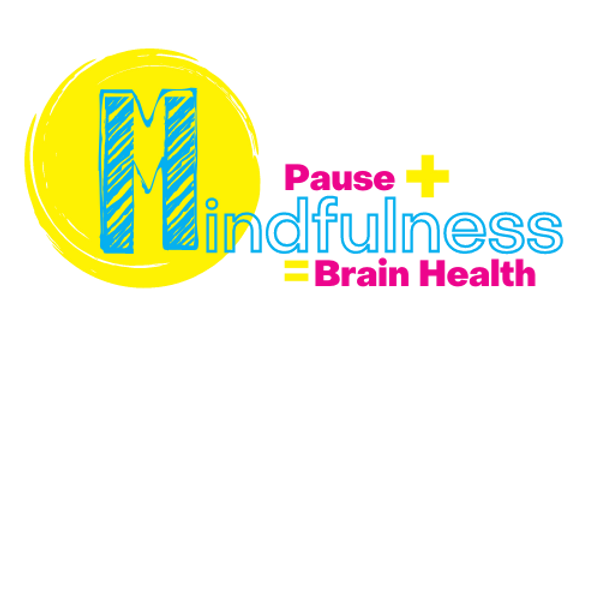 Pause +
Mindfulness
= Brain Health